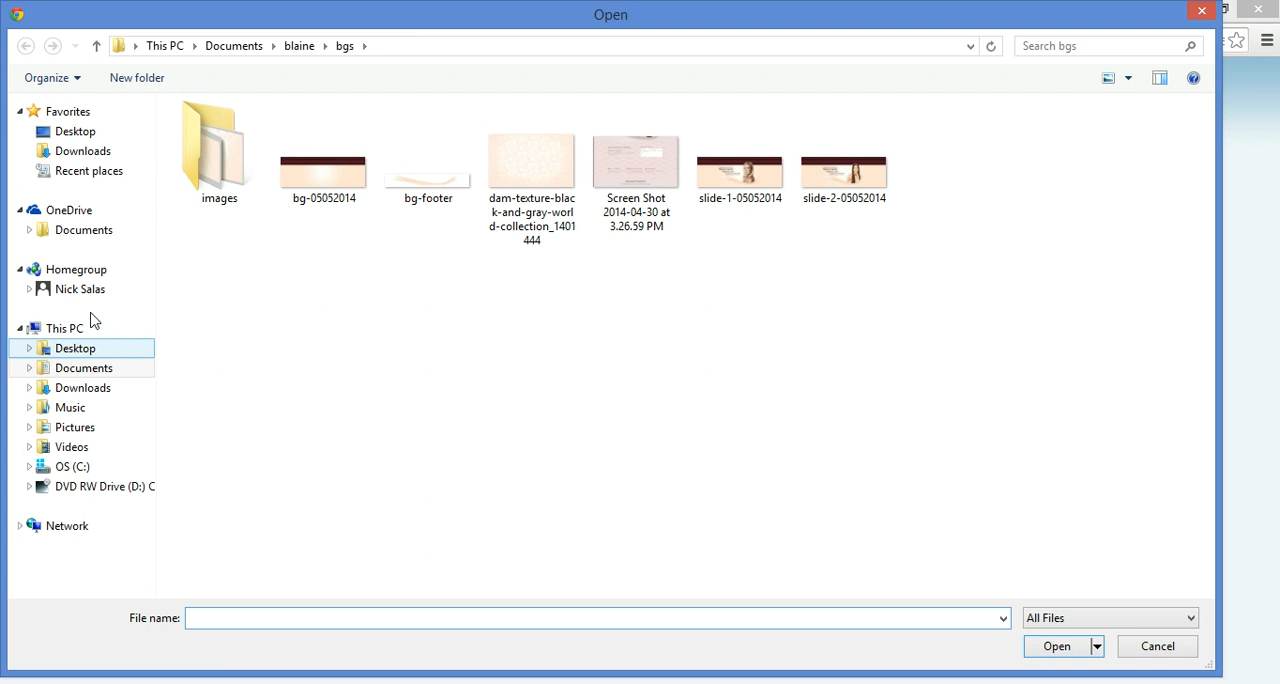 Open
This PC Documents blaine bgs
Search bgs
Organize New folder
Favorites
Desktop
Downloads
Recent places
OneDrive
Documents
Homegroup
Nick Salas
This PC
Desktop
Documents
Downloads
Music
Pictures
Videos
OS (C:)
DVD RW Drive (D:) C
Network
images
bg-05052014
bg-footer
dam-texture-blac
k-and-gray-worl
d-collection_1401
444
Screen Shot
2014-04-30 at
3.26.59 PM
slide-1-05052014
slide-2-05052014
File name:
All Files
Open Cancel